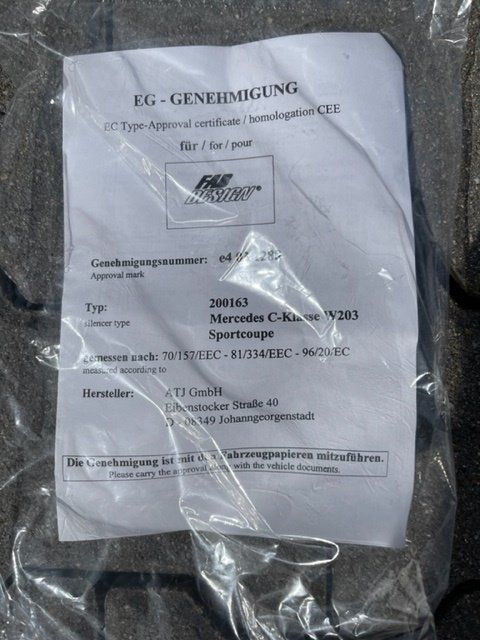 EG - GENEHMIGUNG
EC Type-Approval certificate / homologation CEE
für / for / pour
FAB
DESIGN®
Genehmigungsnummer: e4
Approval mark
Typ: 200163
silencer type Mercedes C-Klasse W203
Sportcoupe
gemessen nach: 70/157/EEC - 81/334/EEC - 96/20/EC
measured according to
Hersteller: ATJ GmbH
Eibenstocker Straße 40
D - 08349 Johanngeorgenstadt
Die Genehmigung ist mit den Fahrzeugpapieren mitzuführen.
Please carry the approval along with the vehicle documents.